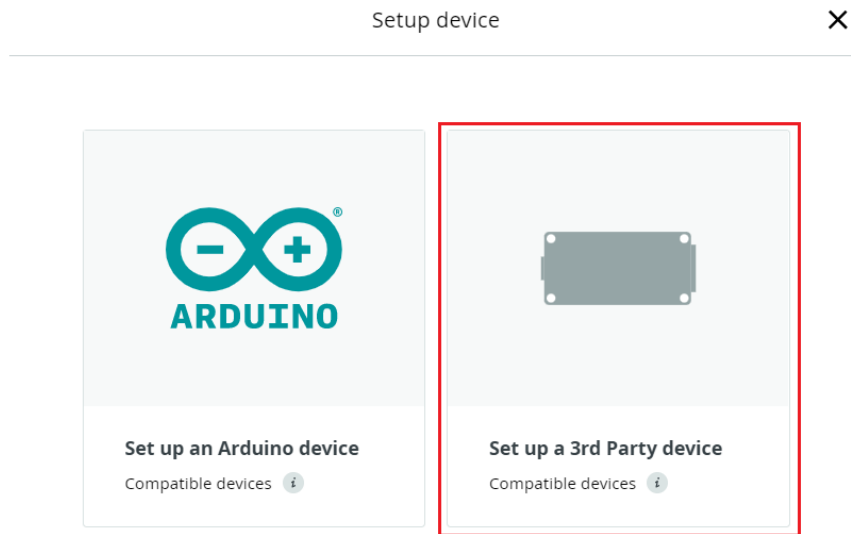 Setup device
ARDUINO
Set up an Arduino device
Compatible devices i
Set up a 3rd Party device
Compatible devices i